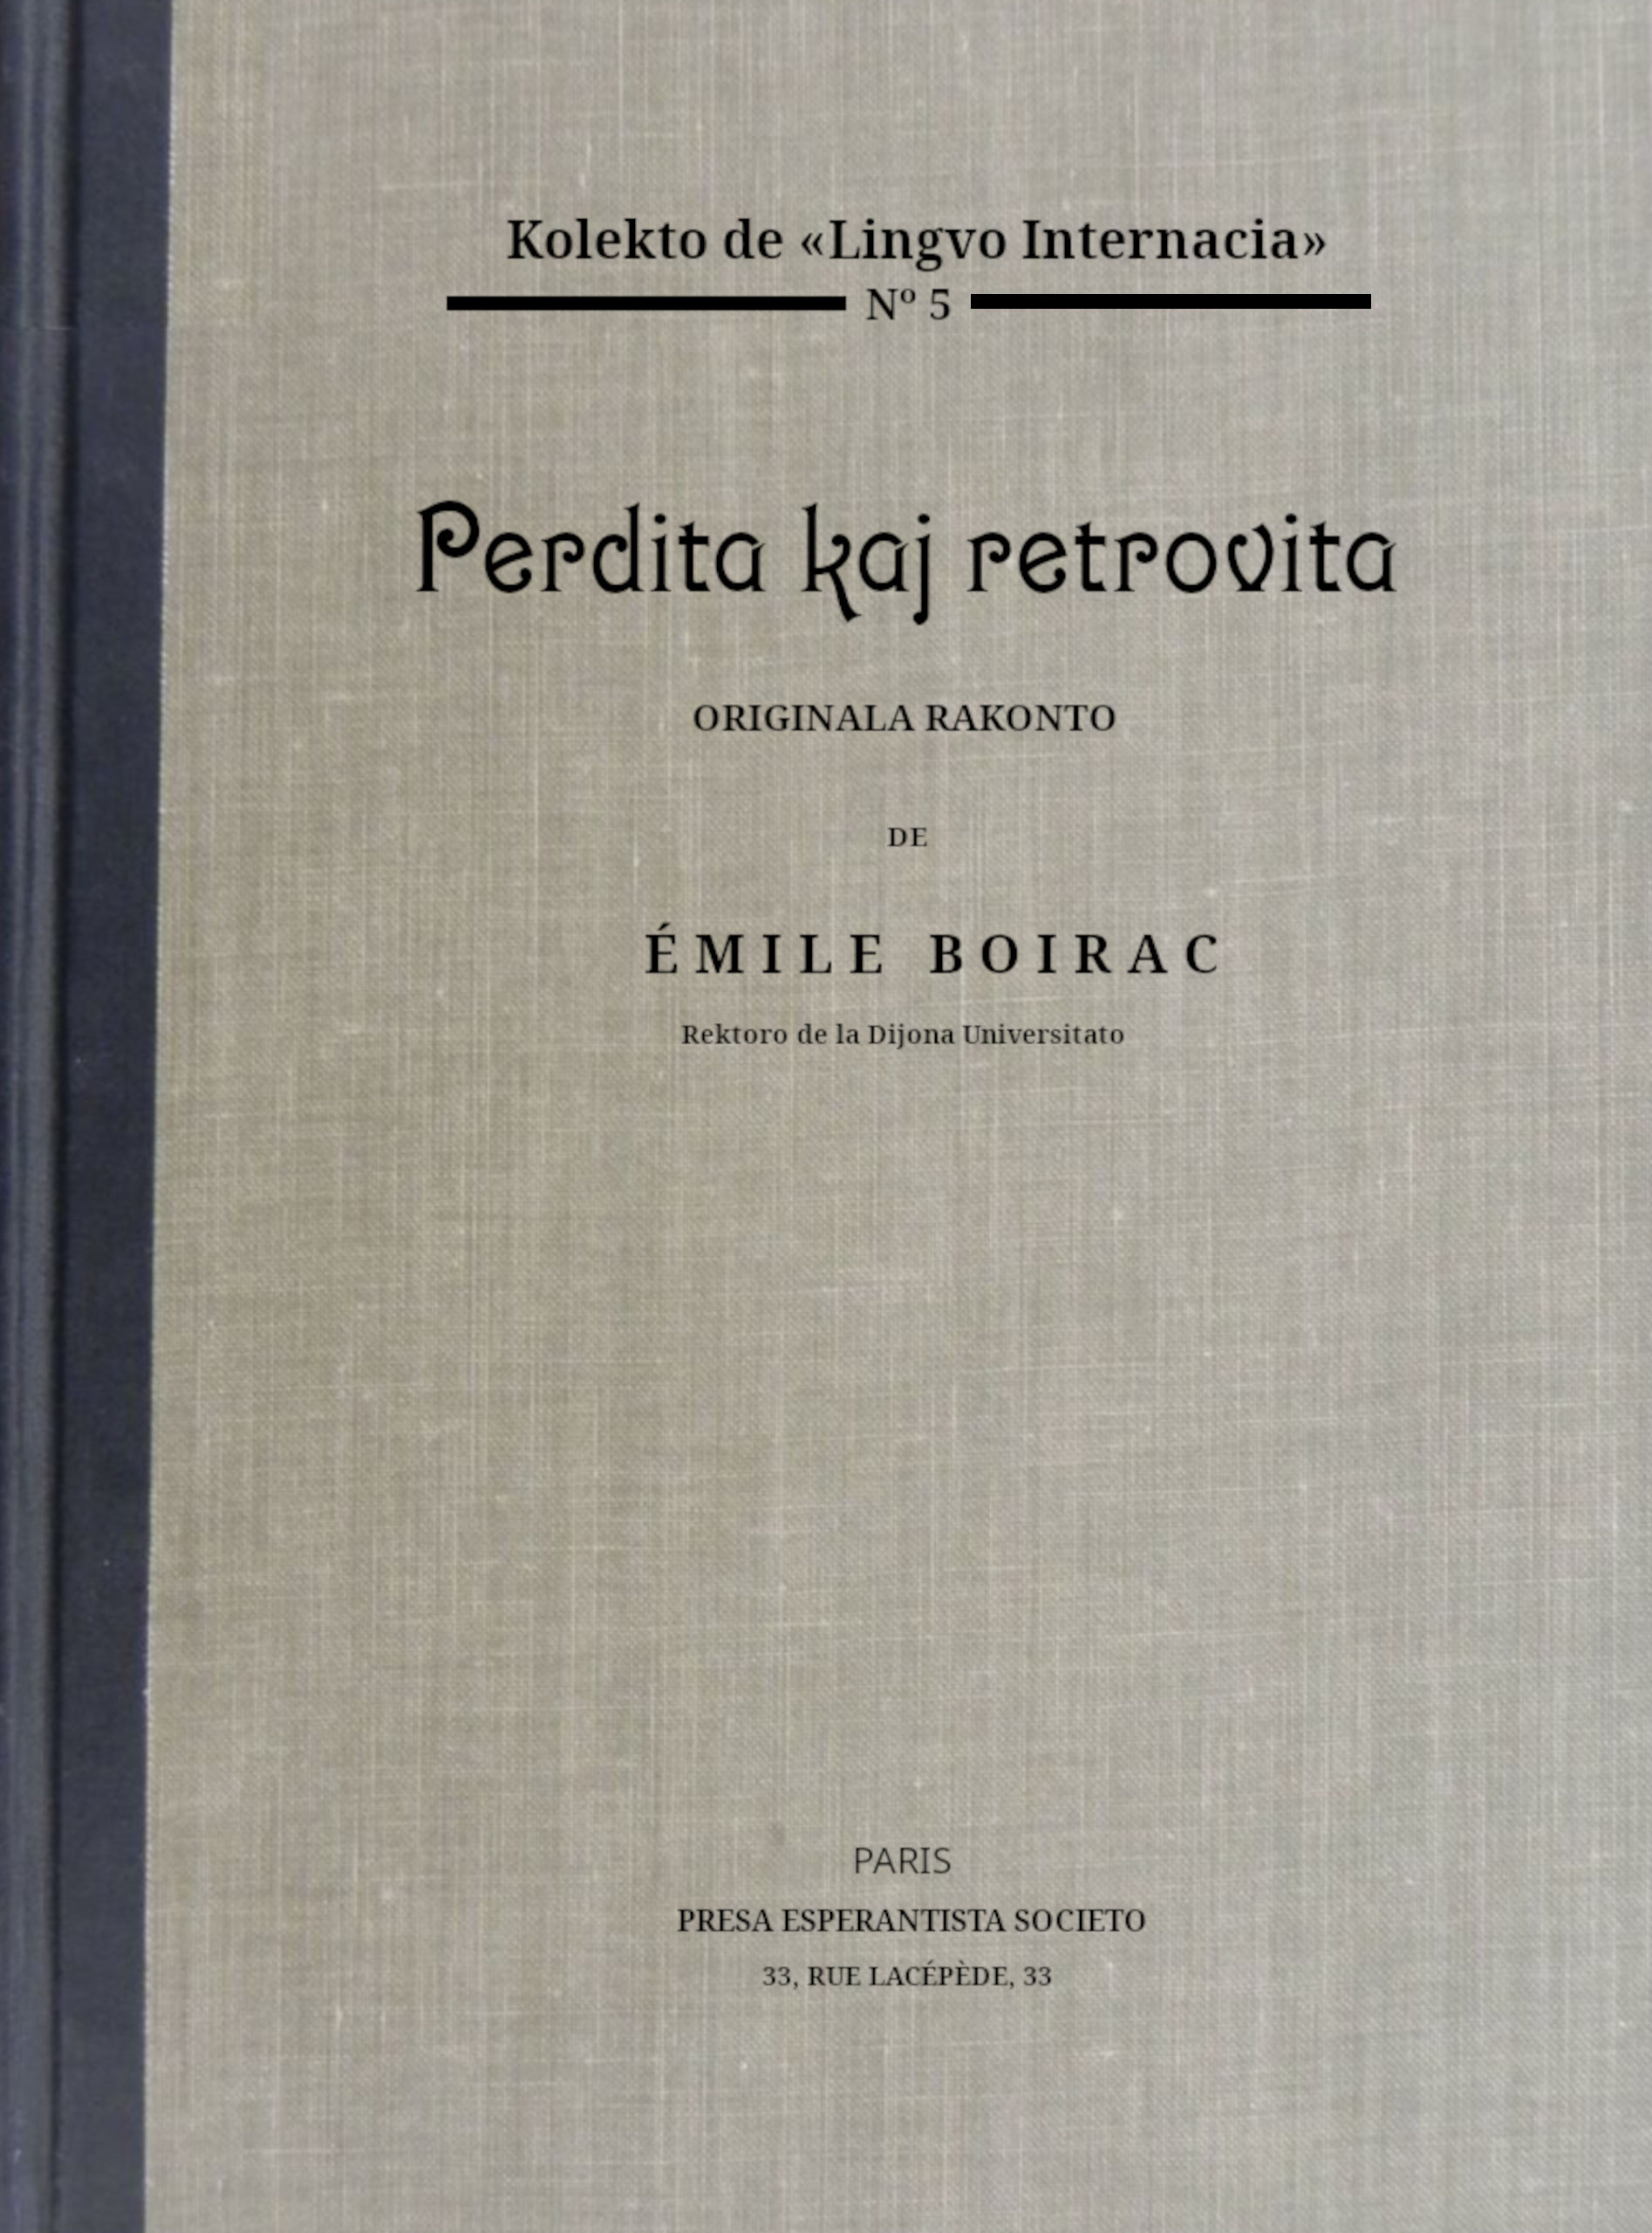 Kolekto de «Lingvo Internacia»
Nº 5
Perdita kaj retrovita
ORIGINALA RAKONTO
DE
ÉMILE BOIRAC
Rektoro de la Dijona Universitato
PARIS
PRESA ESPERANTISTA SOCIETO
33, RUE LACÉPÈDE, 33